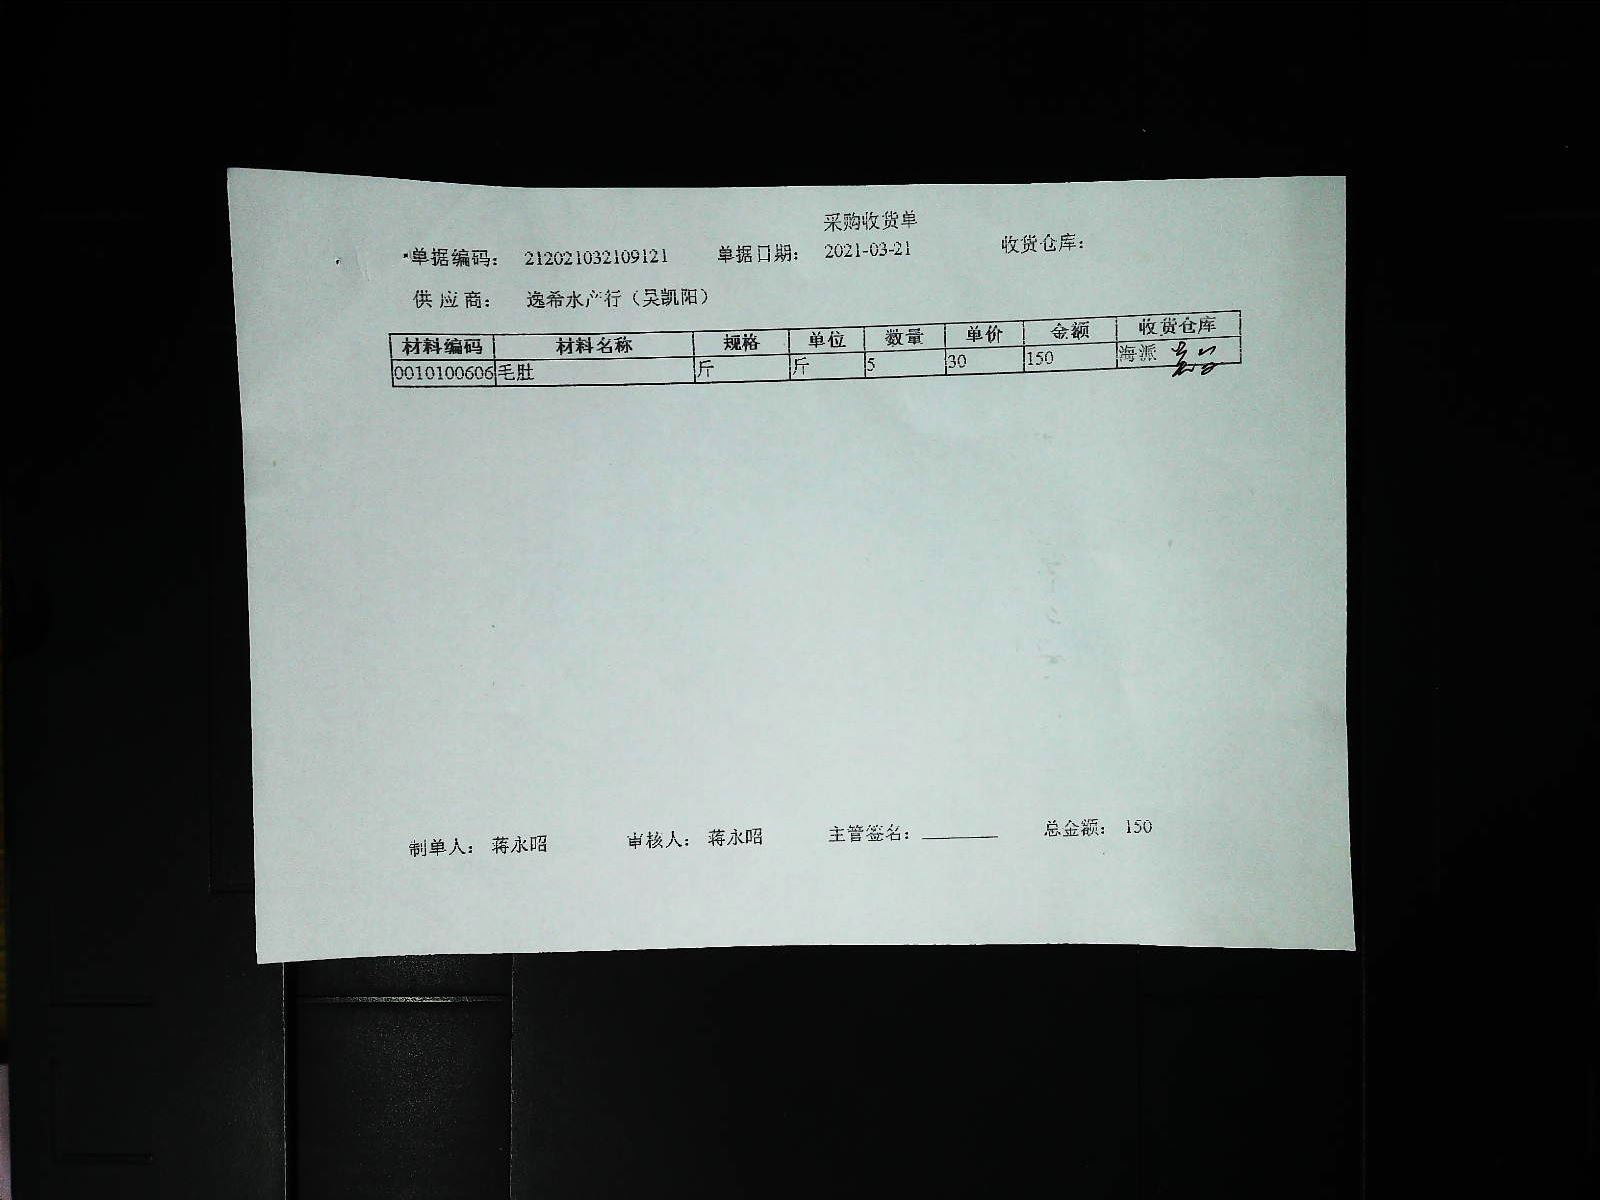 采购收货单
单据编码： 212021032109121 单据日期： 2021-03-21 收货仓库：
供 应 商： 逸希水产行（吴凯阳）
材料编码 材料名称 规格 单位 数量 单价 金额 收货仓库
0010100606 毛肚 斤 斤 5 30 150 海派
制单人： 蒋永昭 审核人： 蒋永昭 主管签名： 总金额： 150